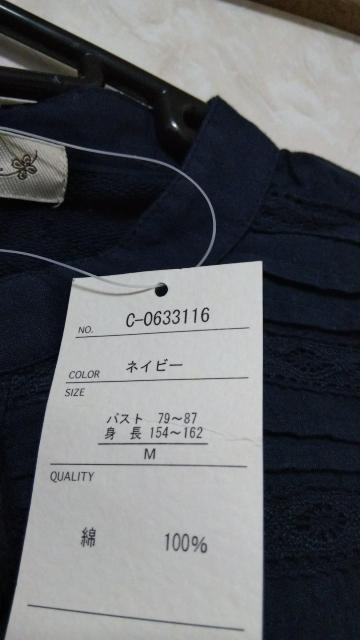 NO. C-0633116
COLOR ネイビー
SIZE
バスト 79～87
身 長 154～162
M
QUALITY
綿 100%